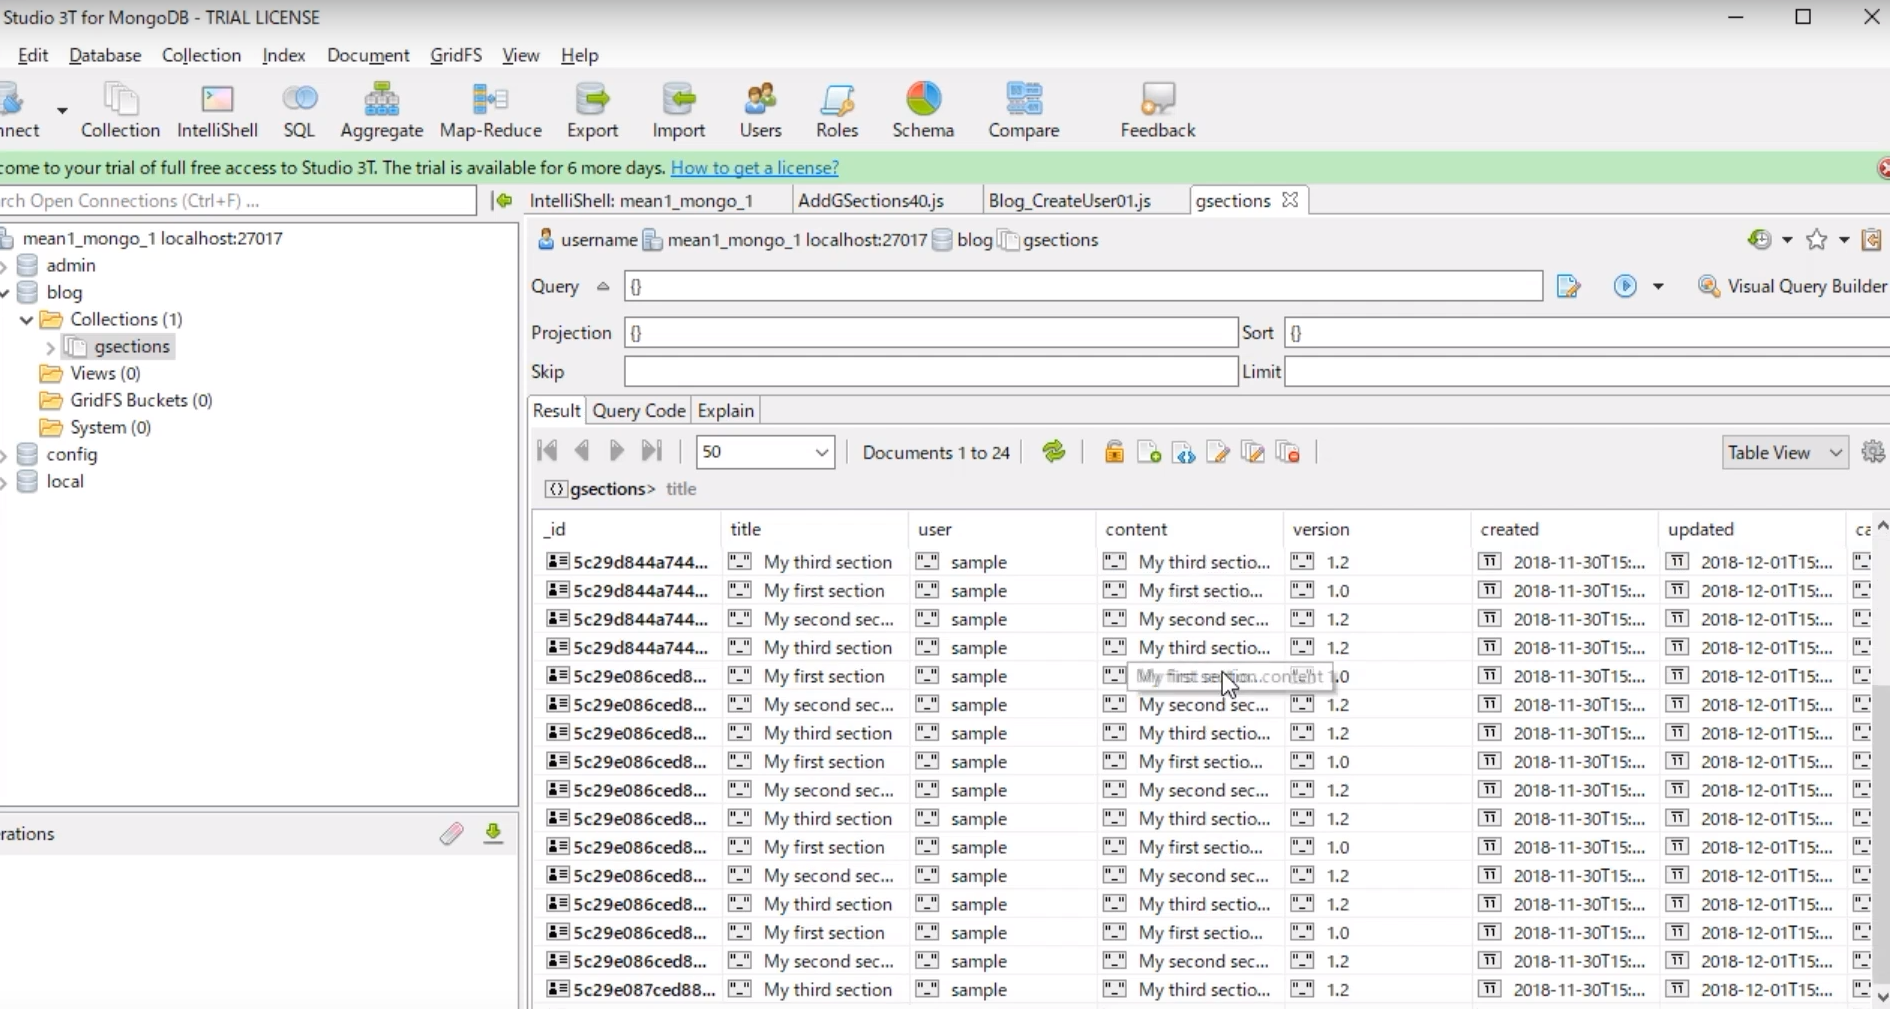 Studio 3T for MongoDB - TRIAL LICENSE
Edit Database Collection Index Document GridFS View Help
nnect Collection IntelliShell SQL Aggregate Map-Reduce Export Import Users Roles Schema Compare Feedback
come to your trial of full free access to Studio 3T. The trial is available for 6 more days. How to get a license?
rch Open Connections (Ctrl+F) ... IntelliShell: mean1_mongo_1 AddGSections40.js Blog_CreateUser01.js gsections
mean1_mongo_1 localhost:27017
admin
blog
Collections (1)
gsections
Views (0)
GridFS Buckets (0)
System (0)
config
local
rations
username mean1_mongo_1 localhost:27017 blog gsections
Query {} Visual Query Builder
Projection {} Sort {}
Skip Limit
Result Query Code Explain
50 Documents 1 to 24 Table View
gsections> title
_id title user content version created updated ca
5c29d844a744... My third section sample My third sectio... 1.2 2018-11-30T15:... 2018-12-01T15:...
5c29d844a744... My first section sample My first sectio... 1.0 2018-11-30T15:... 2018-12-01T15:...
5c29d844a744... My second sec... sample My second sec... 1.2 2018-11-30T15:... 2018-12-01T15:...
5c29d844a744... My third section sample My third sectio... 1.2 2018-11-30T15:... 2018-12-01T15:...
5c29e086ced8... My first section sample My first section content 1.0 2018-11-30T15:... 2018-12-01T15:...
5c29e086ced8... My second sec... sample My second sec... 1.2 2018-11-30T15:... 2018-12-01T15:...
5c29e086ced8... My third section sample My third sectio... 1.2 2018-11-30T15:... 2018-12-01T15:...
5c29e086ced8... My first section sample My first sectio... 1.0 2018-11-30T15:... 2018-12-01T15:...
5c29e086ced8... My second sec... sample My second sec... 1.2 2018-11-30T15:... 2018-12-01T15:...
5c29e086ced8... My third section sample My third sectio... 1.2 2018-11-30T15:... 2018-12-01T15:...
5c29e086ced8... My first section sample My first sectio... 1.0 2018-11-30T15:... 2018-12-01T15:...
5c29e086ced8... My second sec... sample My second sec... 1.2 2018-11-30T15:... 2018-12-01T15:...
5c29e086ced8... My third section sample My third sectio... 1.2 2018-11-30T15:... 2018-12-01T15:...
5c29e086ced8... My first section sample My first sectio... 1.0 2018-11-30T15:... 2018-12-01T15:...
5c29e086ced8... My second sec... sample My second sec... 1.2 2018-11-30T15:... 2018-12-01T15:...
5c29e087ced88... My third section sample My third sectio... 1.2 2018-11-30T15:... 2018-12-01T15:...